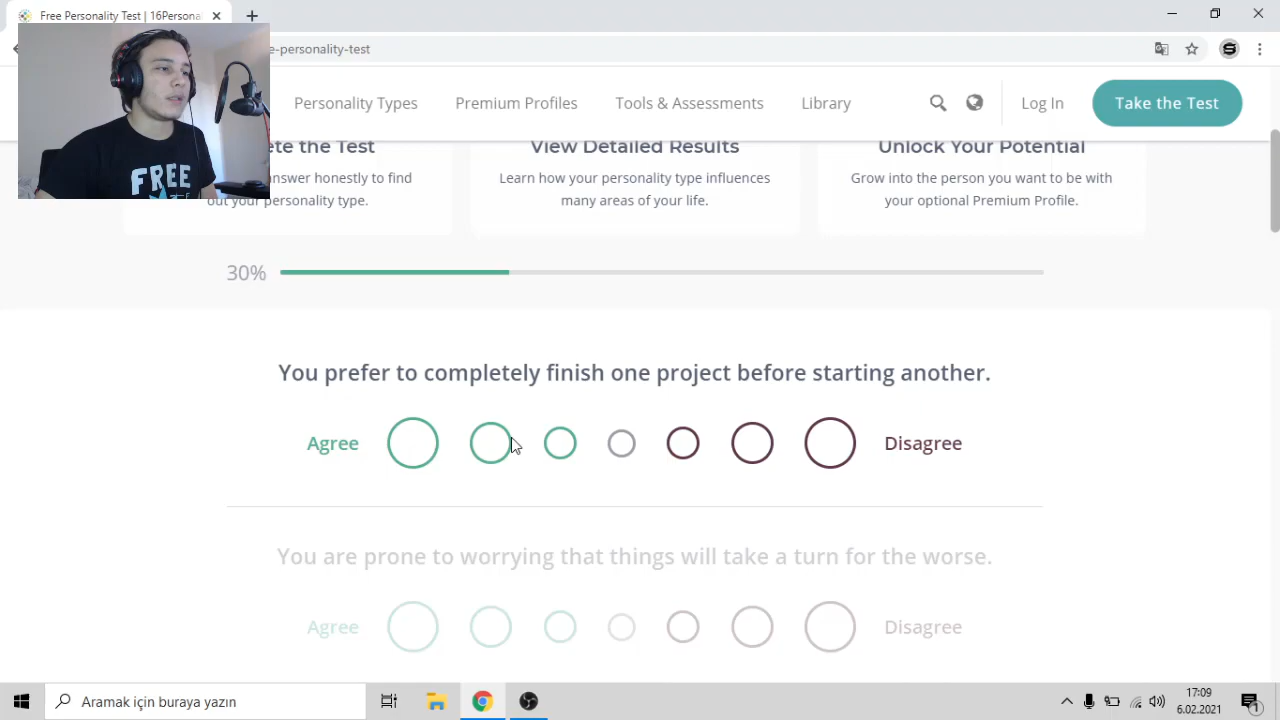 Free Personality Test | 16Persona
e-personality-test
Personality Types
Premium Profiles
Tools & Assessments
Library
Log In
Take the Test
ete the Test
answer honestly to find
out your personality type.
View Detailed Results
Learn how your personality type influences
many areas of your life.
Unlock Your Potential
Grow into the person you want to be with
your optional Premium Profile.
FREE
30%
You prefer to completely finish one project before starting another.
Agree
Disagree
You are prone to worrying that things will take a turn for the worse.
Agree
Disagree
Aramak için buraya yazın
17:09
6.02.2021